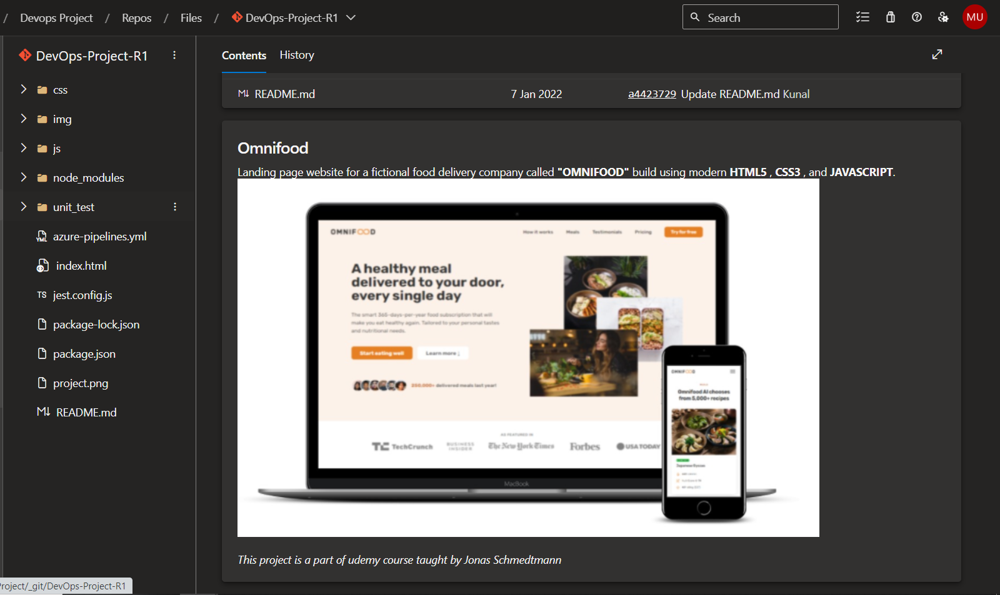 / Devops Project / Repos / Files / DevOps-Project-R1
Search
MU
DevOps-Project-R1
css
img
js
node_modules
unit_test
YML azure-pipelines.yml
index.html
TS jest.config.js
package-lock.json
package.json
project.png
M↓ README.md
roject/_git/DevOps-Project-R1
Contents History
M↓ README.md 7 Jan 2022 a4423729 Update README.md Kunal
Omnifood
Landing page website for a fictional food delivery company called "OMNIFOOD" build using modern HTML5 , CSS3 , and JAVASCRIPT.
OMNIFOOD How it works Meals Testimonials Pricing Try for free
A healthy meal
delivered to your door,
every single day
The smart 365-days-per-year food subscription that will
make you eat healthy again. Tailored to your personal tastes
and nutritional needs.
Start eating well Learn more ↓
250,000+ delivered meals last year!
AS FEATURED IN
TechCrunch BUSINESS INSIDER The New York Times Forbes USA TODAY
MacBook
OMNIFOOD
Omnifood AI chooses
from 5,000+ recipes
Japanese Gyozas
This project is a part of udemy course taught by Jonas Schmedtmann